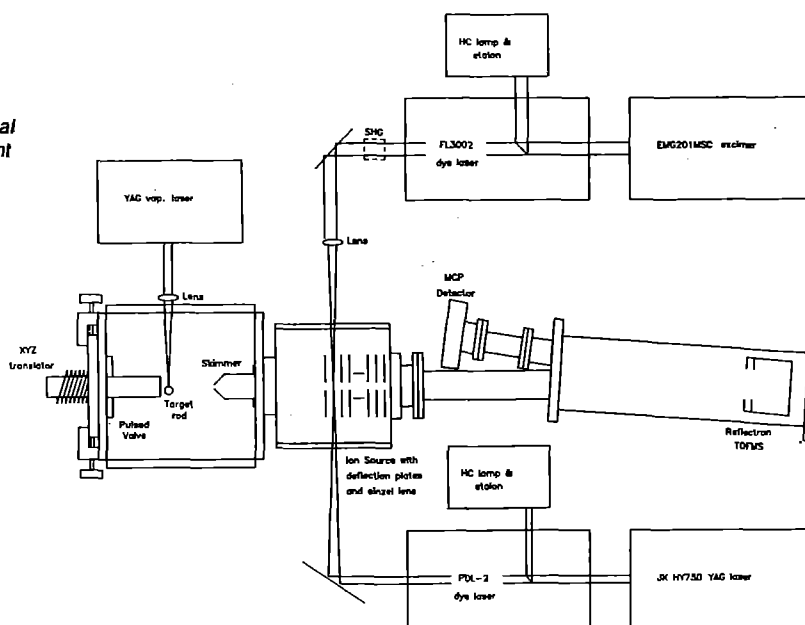 al
nt
HC lamp &
etalon
SHG
FL3002
dye laser
EMG201MSC excimer
YAG vap. laser
Lens
Lens
MCP
Detector
XYZ
translator
Skimmer
Target
rod
Pulsed
Valve
Reflectron
TOFMS
Ion Source with
deflection plates
and einzel lens
HC lamp &
etalon
PDL-2
dye laser
JK HY750 YAG laser